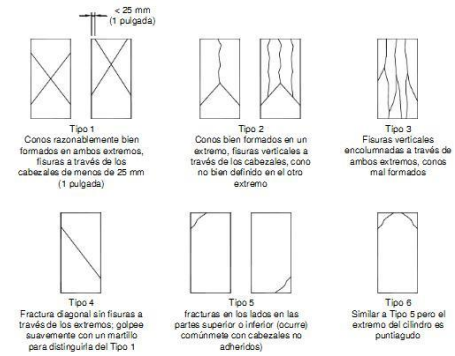 < 25 mm
(1 pulgada)
Tipo 1
Conos razonablemente bien
formados en ambos extremos,
fisuras a través de los
cabezales de menos de 25 mm
(1 pulgada)
Tipo 2
Conos bien formados en un
extremo, fisuras verticales a
través de los cabezales, cono
no bien definido en el otro
extremo
Tipo 3
Fisuras verticales
encolumnadas a través de
ambos extremos, conos
mal formados
Tipo 4
Fractura diagonal sin fisuras a
través de los extremos; golpee
suavemente con un martillo
para distinguirla del Tipo 1
Tipo 5
fracturas en los lados en las
partes superior o inferior (ocurre)
comúnmete con cabezales no
adheridos)
Tipo 6
Similar a Tipo 5 pero el
extremo del cilindro es
puntiagudo